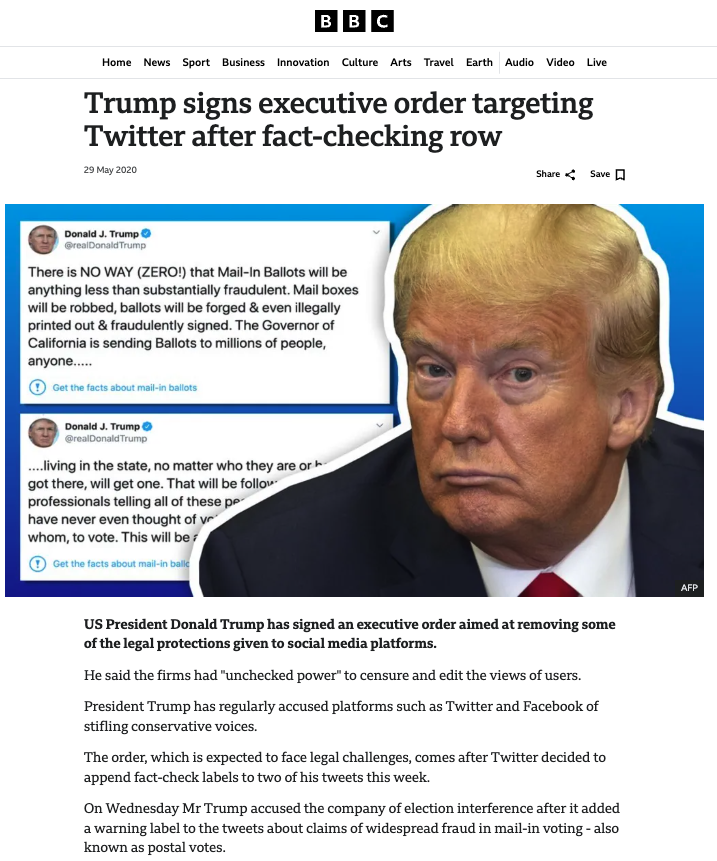 BBC
Home News Sport Business Innovation Culture Arts Travel Earth Audio Video Live
Trump signs executive order targeting
Twitter after fact-checking row
29 May 2020
Share Save
Donald J. Trump
@realDonaldTrump
There is NO WAY (ZERO!) that Mail-In Ballots will be
anything less than substantially fraudulent. Mail boxes
will be robbed, ballots will be forged & even illegally
printed out & fraudulently signed. The Governor of
California is sending Ballots to millions of people,
anyone.....
Get the facts about mail-in ballots
Donald J. Trump
@realDonaldTrump
....living in the state, no matter who they are or
got there, will get one. That will be
professionals telling all of these
have never even thought of
whom, to vote. This will be
Get the facts about mail-in
AFP
US President Donald Trump has signed an executive order aimed at removing some
of the legal protections given to social media platforms.
He said the firms had "unchecked power" to censure and edit the views of users.
President Trump has regularly accused platforms such as Twitter and Facebook of
stifling conservative voices.
The order, which is expected to face legal challenges, comes after Twitter decided to
append fact-check labels to two of his tweets this week.
On Wednesday Mr Trump accused the company of election interference after it added
a warning label to the tweets about claims of widespread fraud in mail-in voting - also
known as postal votes.